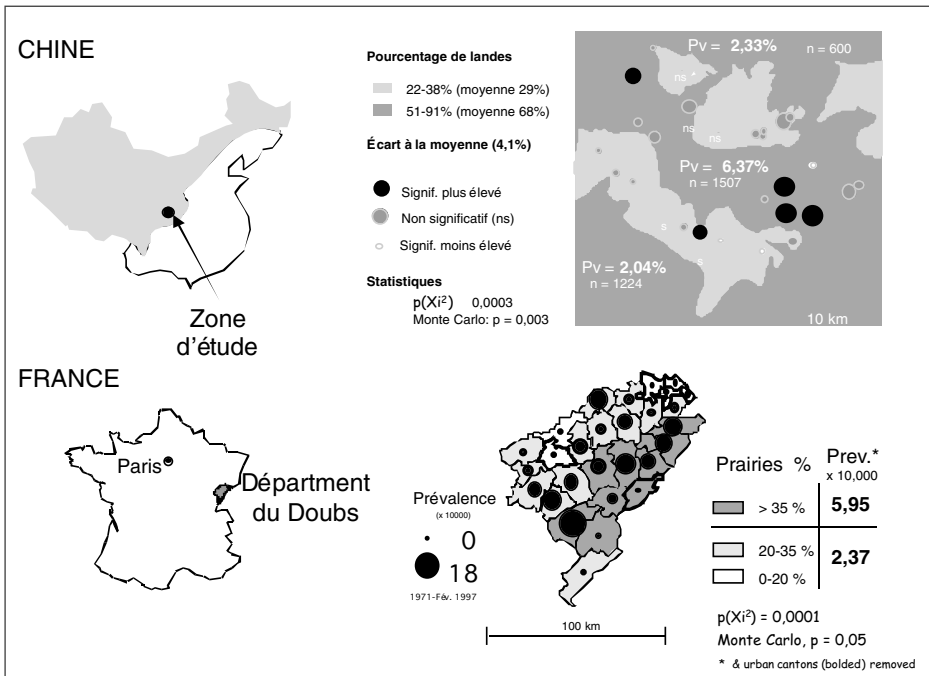 CHINE
Zone
d'étude
Pourcentage de landes
22-38% (moyenne 29%)
51-91% (moyenne 68%)
Écart à la moyenne (4,1%)
Signif. plus élevé
Non significatif (ns)
Signif. moins élevé
Statistiques
p(Xi²) 0,0003
Monte Carlo: p = 0,003
Pv = 2,33% n = 600
ns
ns
ns
Pv = 6,37%
n = 1507
s
s
Pv = 2,04%
n = 1224
10 km
FRANCE
Paris
Départment
du Doubs
Prévalence
(x 10000)
0
18
1971-Fév. 1997
100 km
Prairies %
Prev.*
x 10,000
> 35 %
5,95
20-35 %
2,37
0-20 %
p(Xi²) = 0,0001
Monte Carlo, p = 0,05
* & urban cantons (bolded) removed